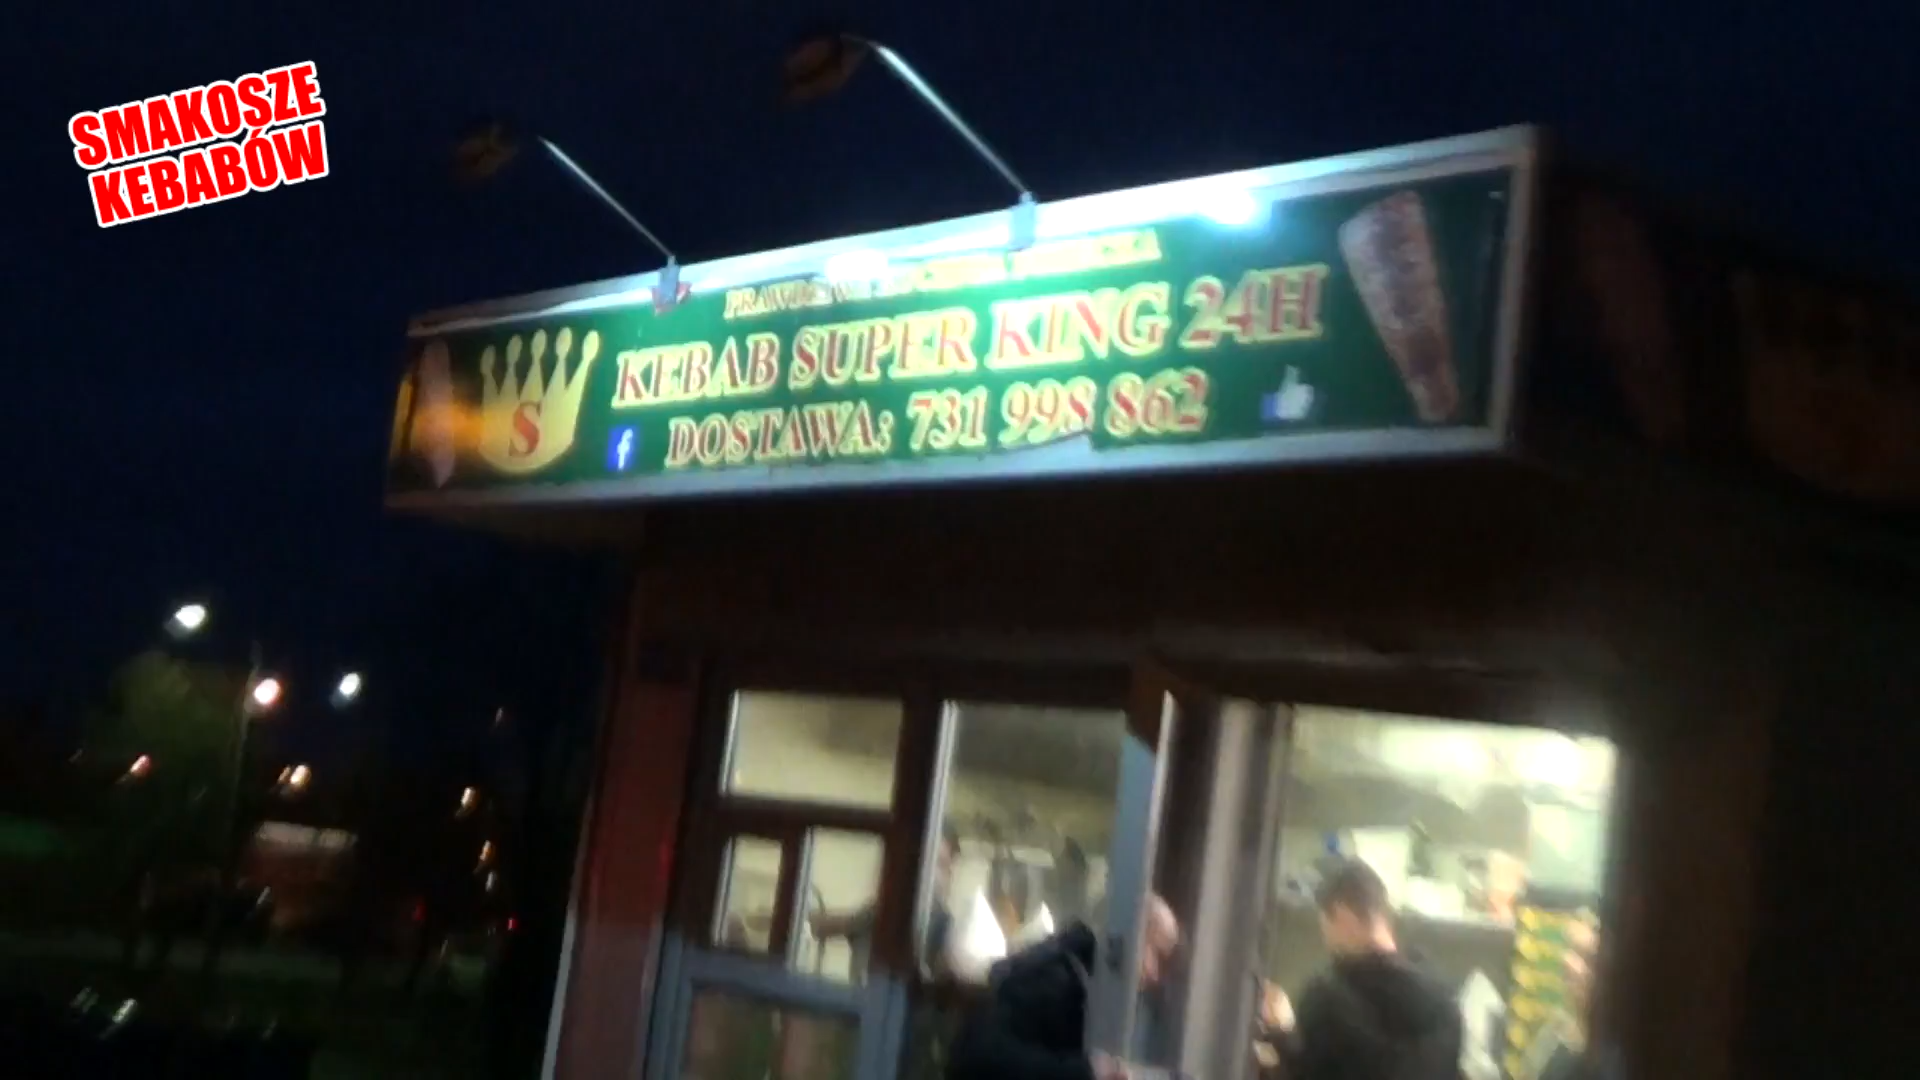 SMAKOSZE
KEBABÓW
KEBAB SUPER KING 24H
S
f
DOSTAWA: 731 998 862